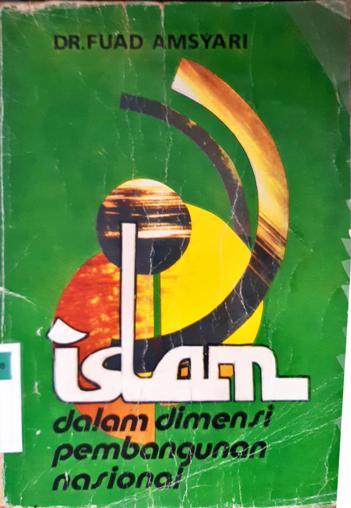 DR.FUAD AMSYARI
islam
dalam dimensi
pembangunan
nasional